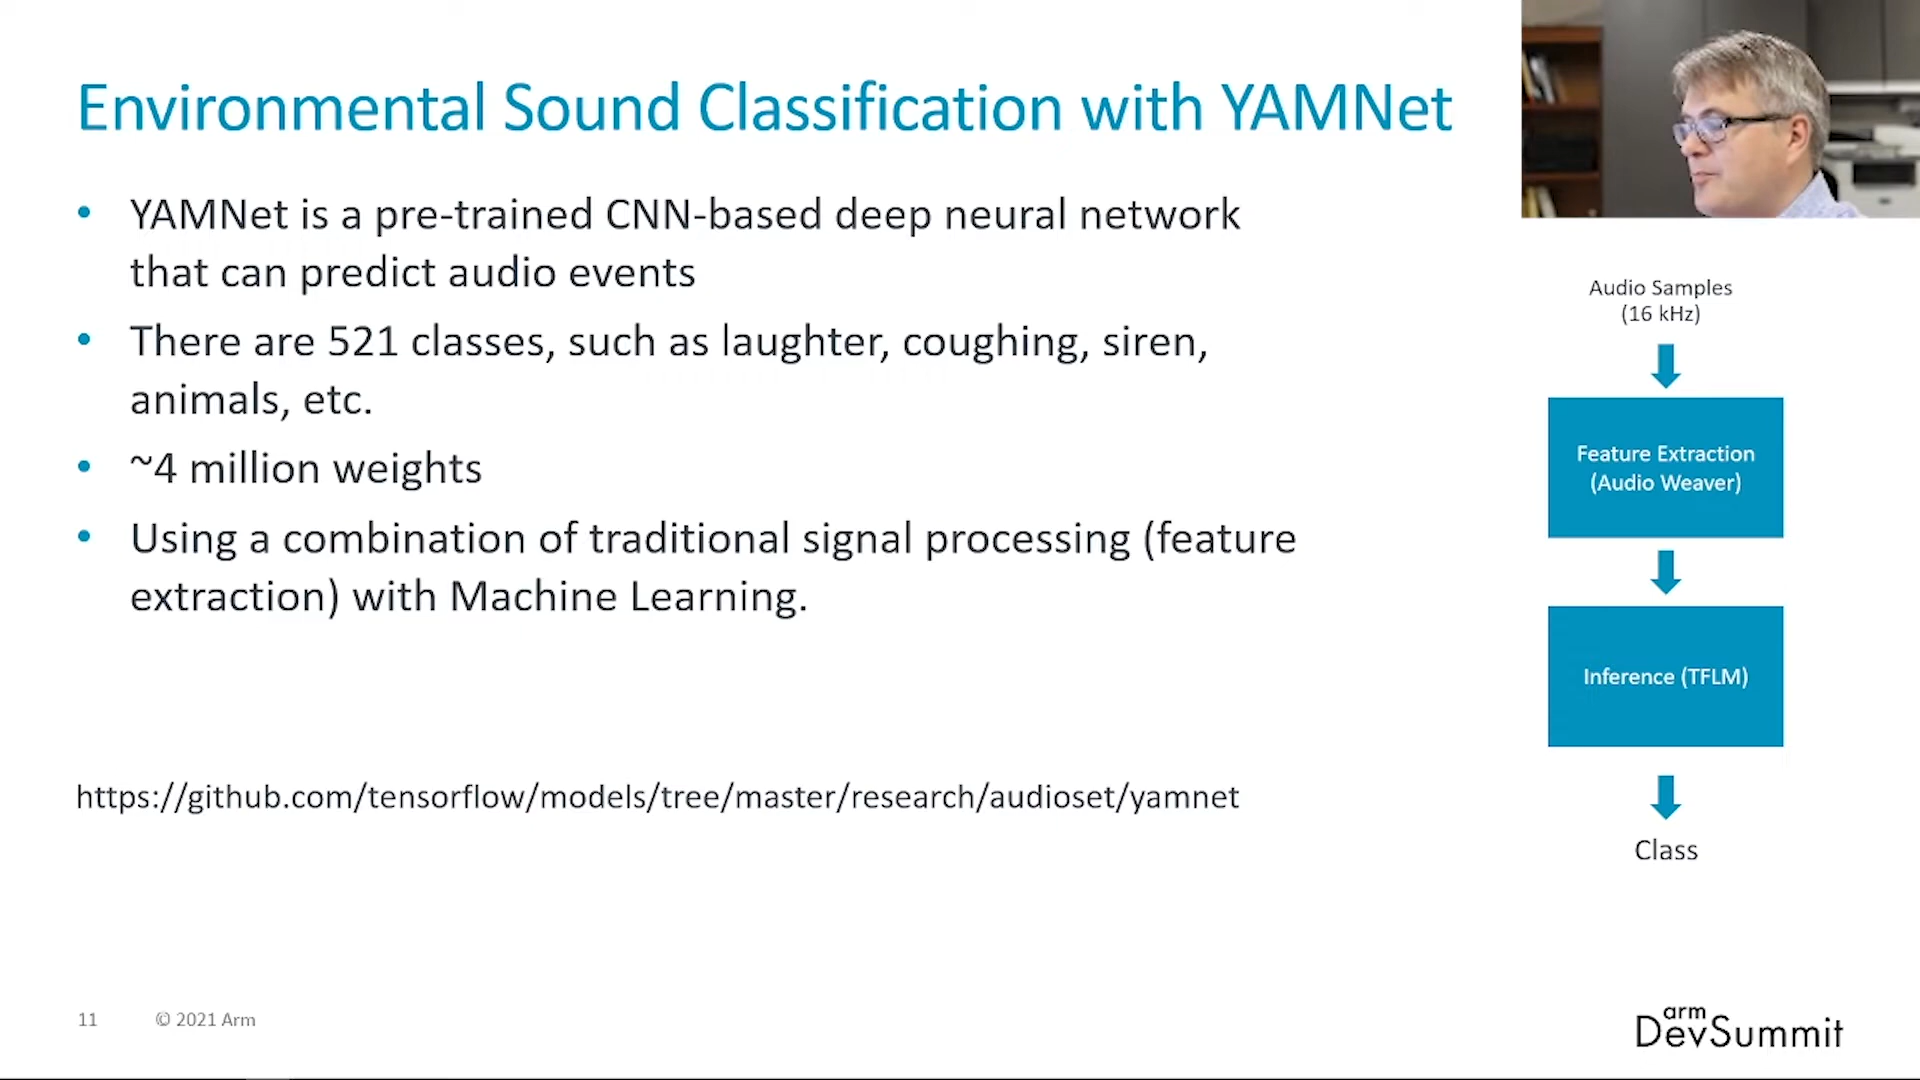 Environmental Sound Classification with YAMNet
• YAMNet is a pre-trained CNN-based deep neural network
that can predict audio events
• There are 521 classes, such as laughter, coughing, siren,
animals, etc.
• ~4 million weights
• Using a combination of traditional signal processing (feature
extraction) with Machine Learning.
https://github.com/tensorflow/models/tree/master/research/audioset/yamnet
Audio Samples
(16 kHz)
Feature Extraction
(Audio Weaver)
Inference (TFLM)
Class
11
© 2021 Arm
arm
DevSummit